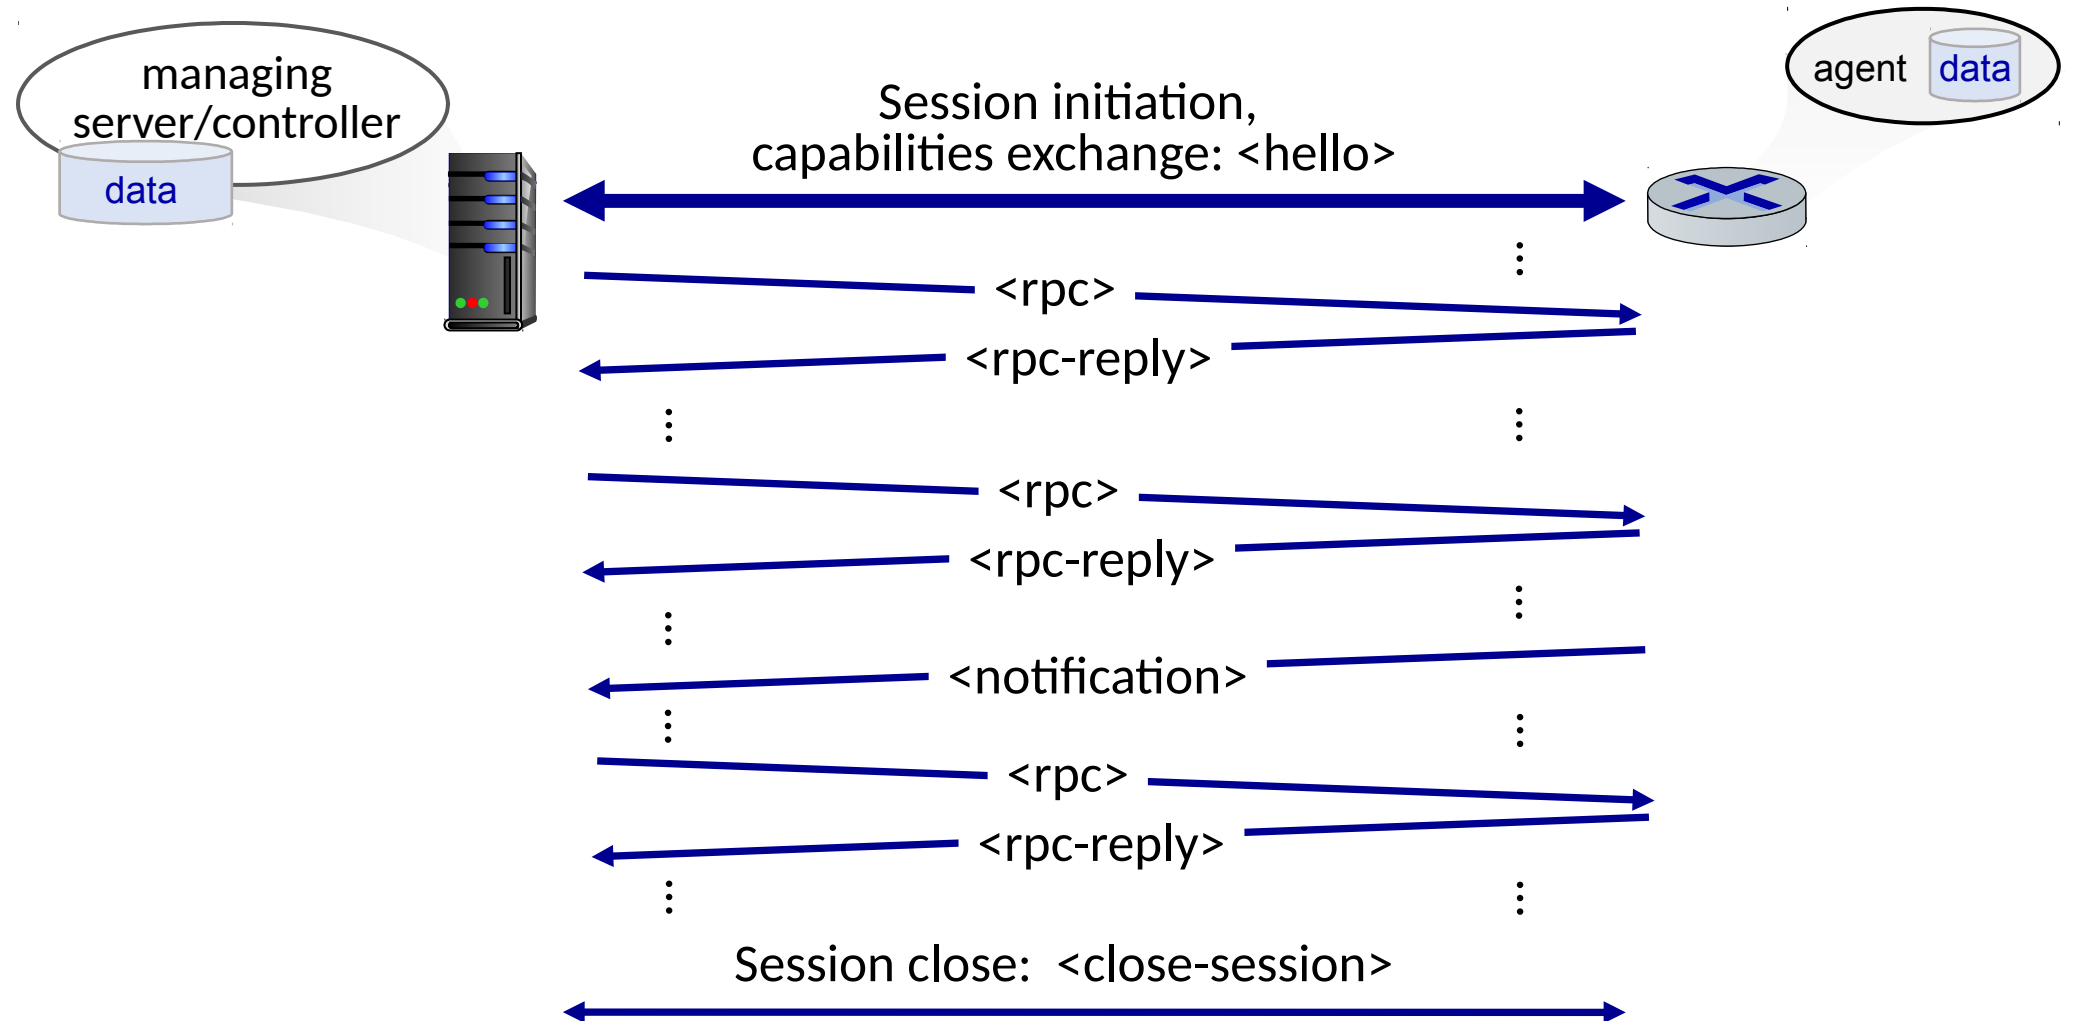 managing
server/controller
data
agent data
Session initiation,
capabilities exchange: <hello>
<rpc>
<rpc-reply>
<rpc>
<rpc-reply>
<notification>
<rpc>
<rpc-reply>
Session close: <close-session>